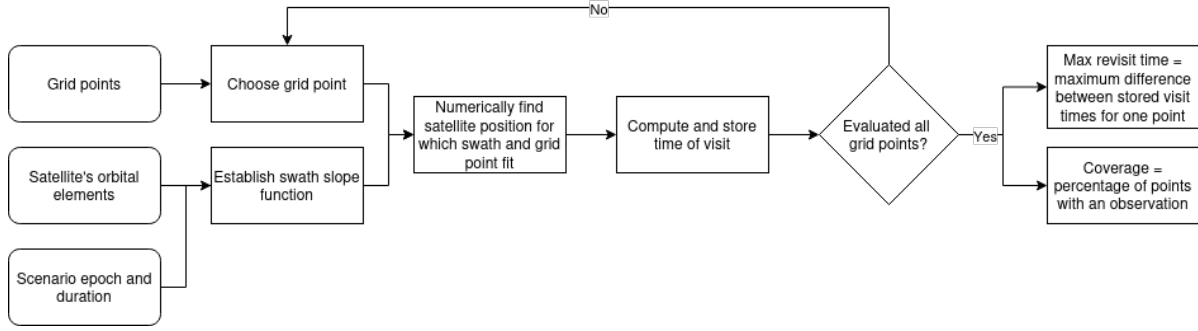 No
Grid points
Choose grid point
Numerically find
satellite position for
which swath and grid
point fit
Compute and store
time of visit
Evaluated all
grid points?
Yes
Max revisit time =
maximum difference
between stored visit
times for one point
Satellite's orbital
elements
Establish swath slope
function
Coverage =
percentage of points
with an observation
Scenario epoch and
duration